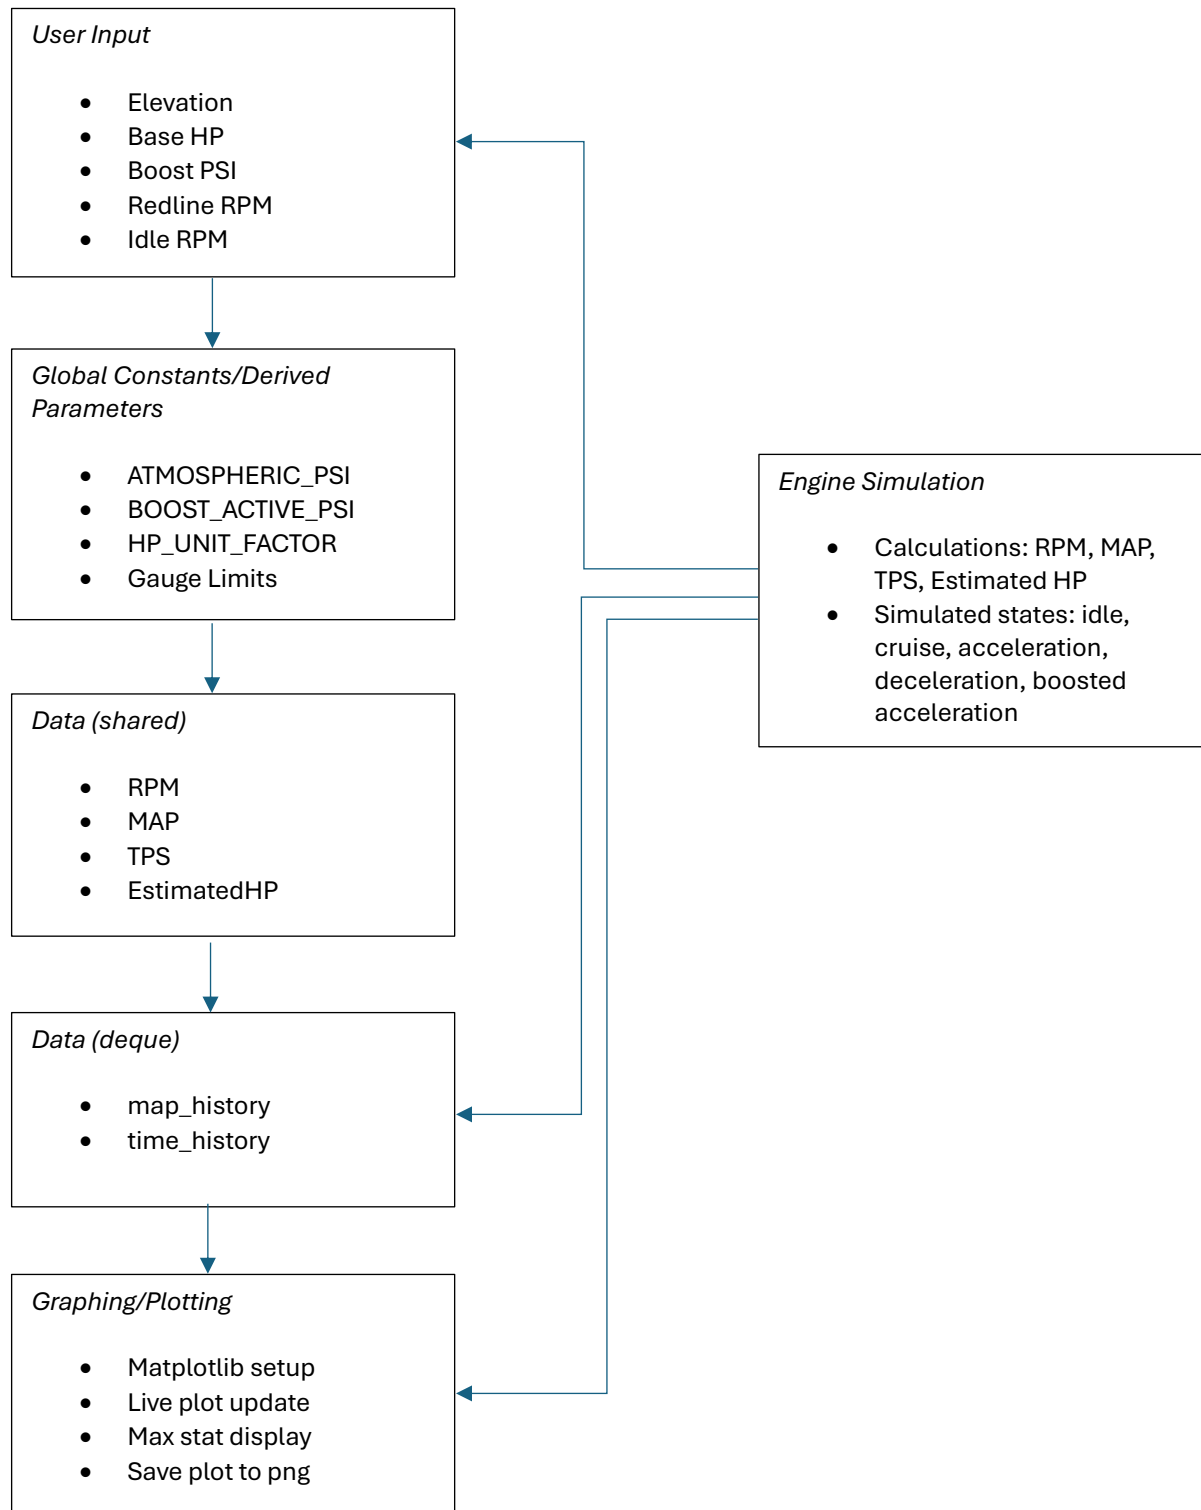 User Input
• Elevation
• Base HP
• Boost PSI
• Redline RPM
• Idle RPM
Global Constants/Derived
Parameters
• ATMOSPHERIC_PSI
• BOOST_ACTIVE_PSI
• HP_UNIT_FACTOR
• Gauge Limits
Data (shared)
• RPM
• MAP
• TPS
• EstimatedHP
Data (deque)
• map_history
• time_history
Graphing/Plotting
• Matplotlib setup
• Live plot update
• Max stat display
• Save plot to png
Engine Simulation
• Calculations: RPM, MAP,
TPS, Estimated HP
• Simulated states: idle,
cruise, acceleration,
deceleration, boosted
acceleration